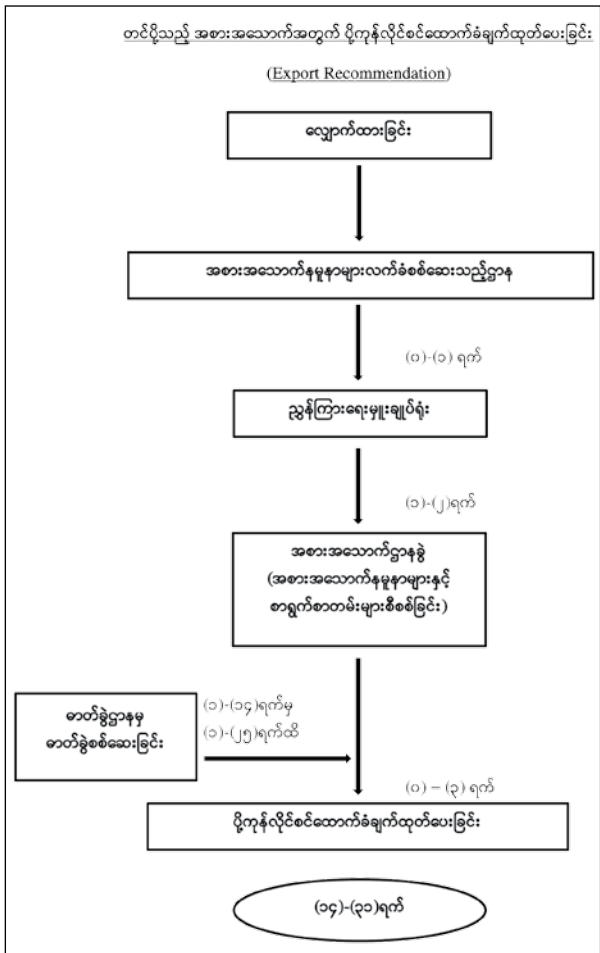 တင်ပို့သည့် အစားအသောက်အတွက် ပို့ကုန်လိုင်စင်ထောက်ခံချက်ထုတ်ပေးခြင်း
(Export Recommendation)
လျှောက်ထားခြင်း
အစားအသောက်နမူနာများလက်ခံစစ်ဆေးသည့်ဌာန
(၀)-(၁) ရက်
ညွှန်ကြားရေးမှူးချုပ်ရုံး
(၁)-(၂)ရက်
အစားအသောက်ဌာနခွဲ
(အစားအသောက်နမူနာများနှင့်
စာရွက်စာတမ်းများစီစစ်ခြင်း)
ဓာတ်ခွဲဌာနမှ
ဓာတ်ခွဲစစ်ဆေးခြင်း
(၁)-(၁၄)ရက်မှ
(၁)-(၂၅)ရက်ထိ
(၀) – (၃) ရက်
ပို့ကုန်လိုင်စင်ထောက်ခံချက်ထုတ်ပေးခြင်း
(၁၄)-(၃၁)ရက်